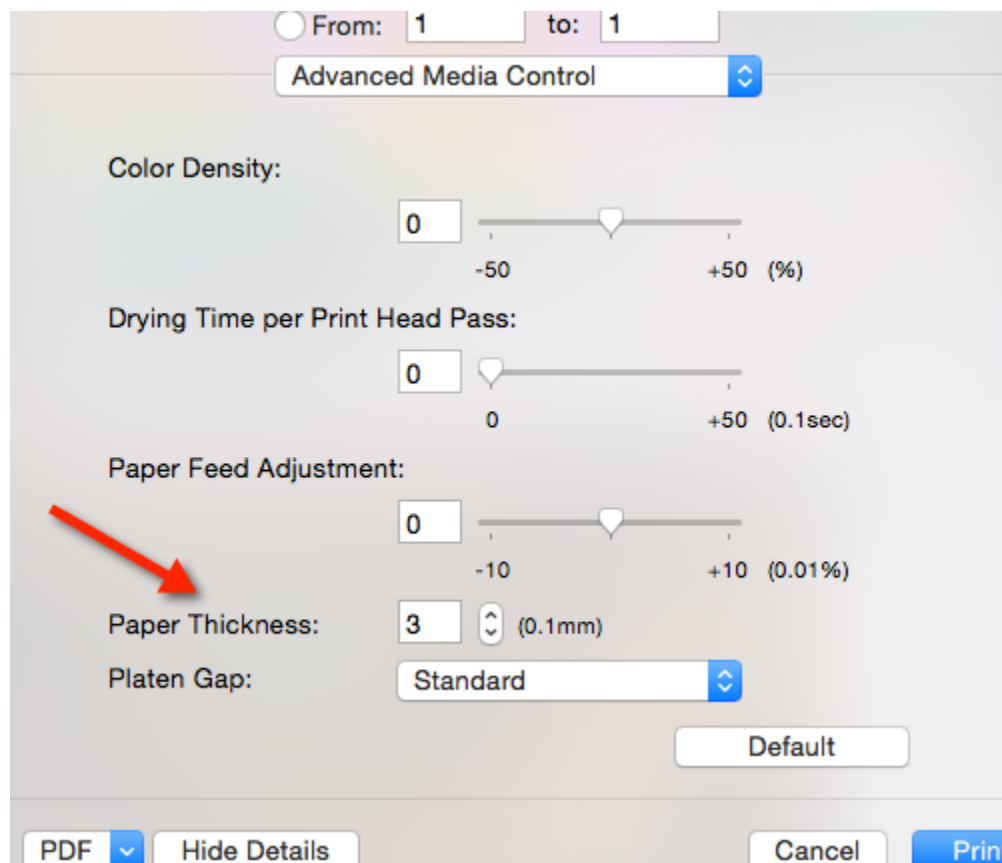 From: 1 to: 1
Advanced Media Control
Color Density:
0
-50 +50 (%)
Drying Time per Print Head Pass:
0
0 +50 (0.1sec)
Paper Feed Adjustment:
0
-10 +10 (0.01%)
Paper Thickness: 3 (0.1mm)
Platen Gap: Standard
Default
PDF Hide Details Cancel Prin